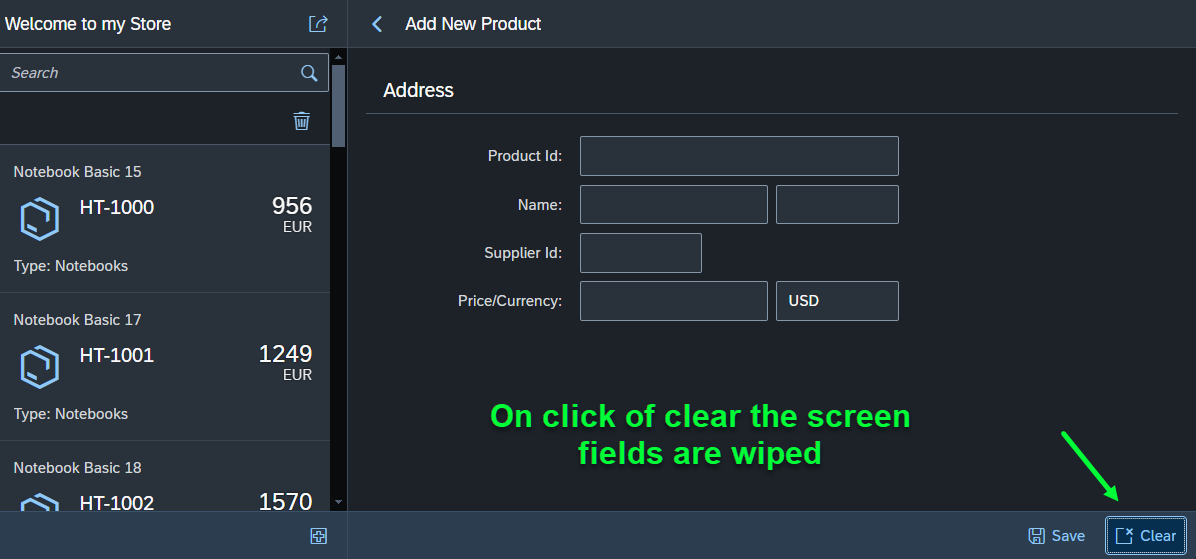 Welcome to my Store
Search
Notebook Basic 15
HT-1000
956
EUR
Type: Notebooks
Notebook Basic 17
HT-1001
1249
EUR
Type: Notebooks
Notebook Basic 18
HT-1002
1570
Add New Product
Address
Product Id:
Name:
Supplier Id:
Price/Currency:
USD
On click of clear the screen
fields are wiped
Save
Clear